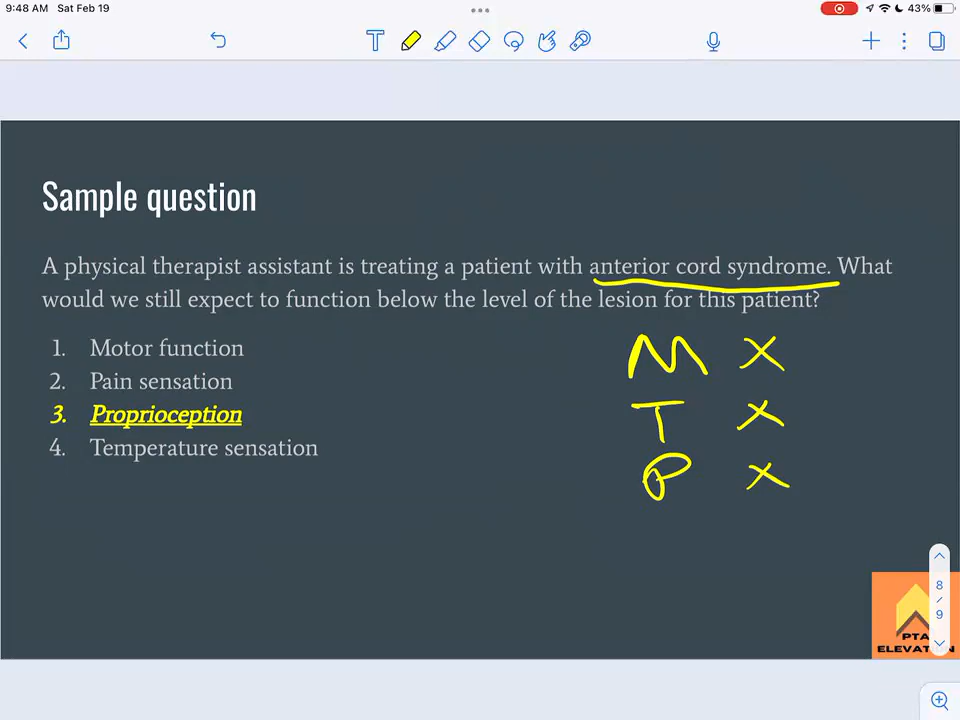 9:48 AM Sat Feb 19
43%
T
Sample question
A physical therapist assistant is treating a patient with anterior cord syndrome. What
would we still expect to function below the level of the lesion for this patient?
1. Motor function
2. Pain sensation
3. Proprioception
4. Temperature sensation
M X
T X
P X
8
/
9
PTA
ELEVATION